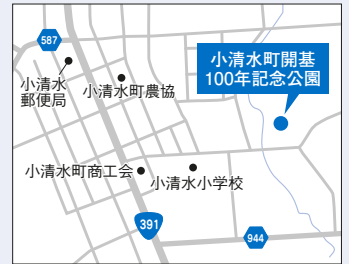 587
小清水町開基
100年記念公園
小清水
郵便局
小清水町農協
小清水町商工会
小清水小学校
391
944